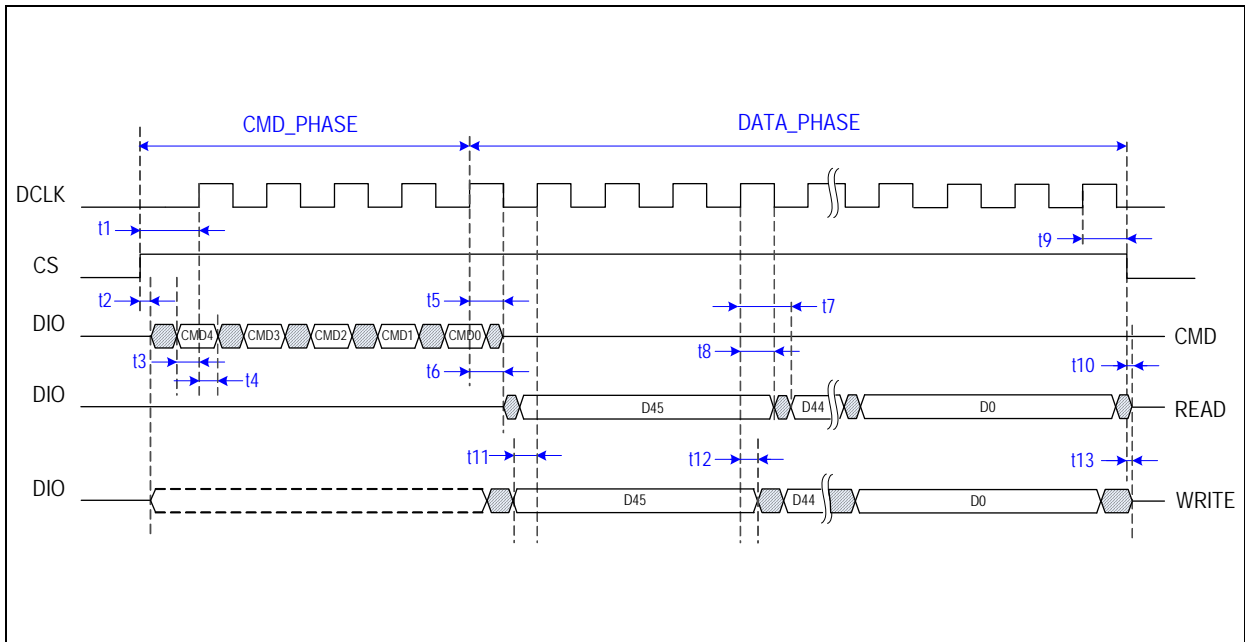 CMD_PHASE DATA_PHASE
DCLK
t1 t9
CS
t2 t5 t7
DIO CMD4 CMD3 CMD2 CMD1 CMD0 CMD
t3 t8
t4 t6 t10
DIO D45 D44 D0 READ
t11 t12 t13
DIO D45 D44 D0 WRITE